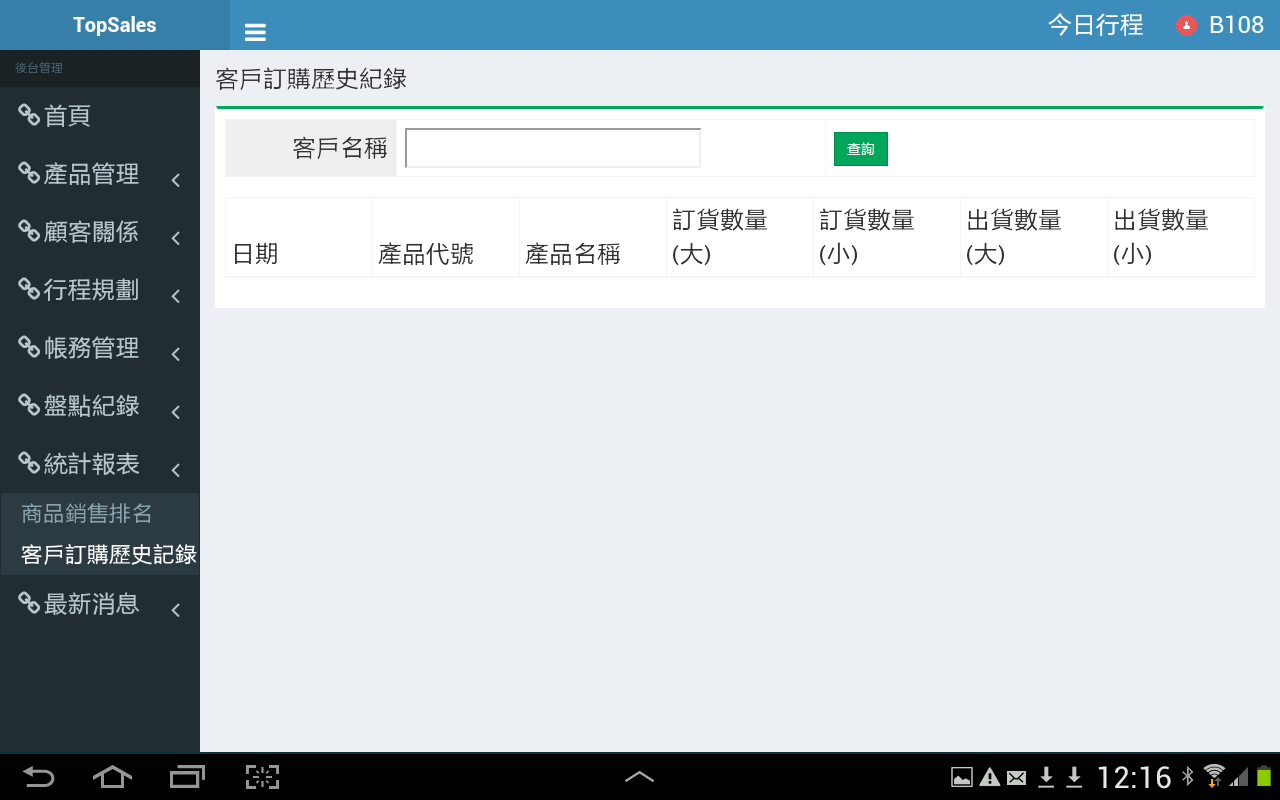 TopSales
今日行程
B108
後台管理
首頁
產品管理
顧客關係
行程規劃
帳務管理
盤點紀錄
統計報表
商品銷售排名
客戶訂購歷史記錄
最新消息
客戶訂購歷史紀錄
客戶名稱
查詢
日期
產品代號
產品名稱
訂貨數量
(大)
訂貨數量
(小)
出貨數量
(大)
出貨數量
(小)
12:16